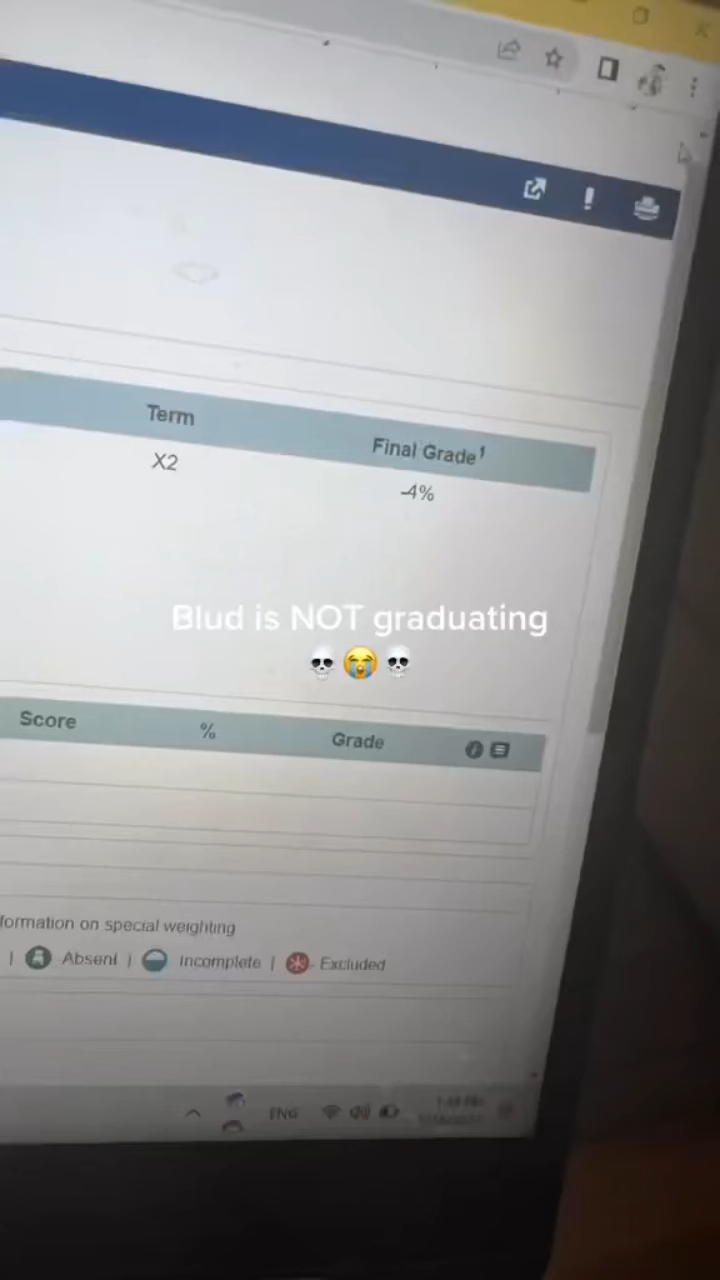 Term
Final Grade¹
X2
-4%
Blud is NOT graduating
💀😭💀
Score
%
Grade
formation on special weighting
| Absent | Incomplete | Excluded
ENG